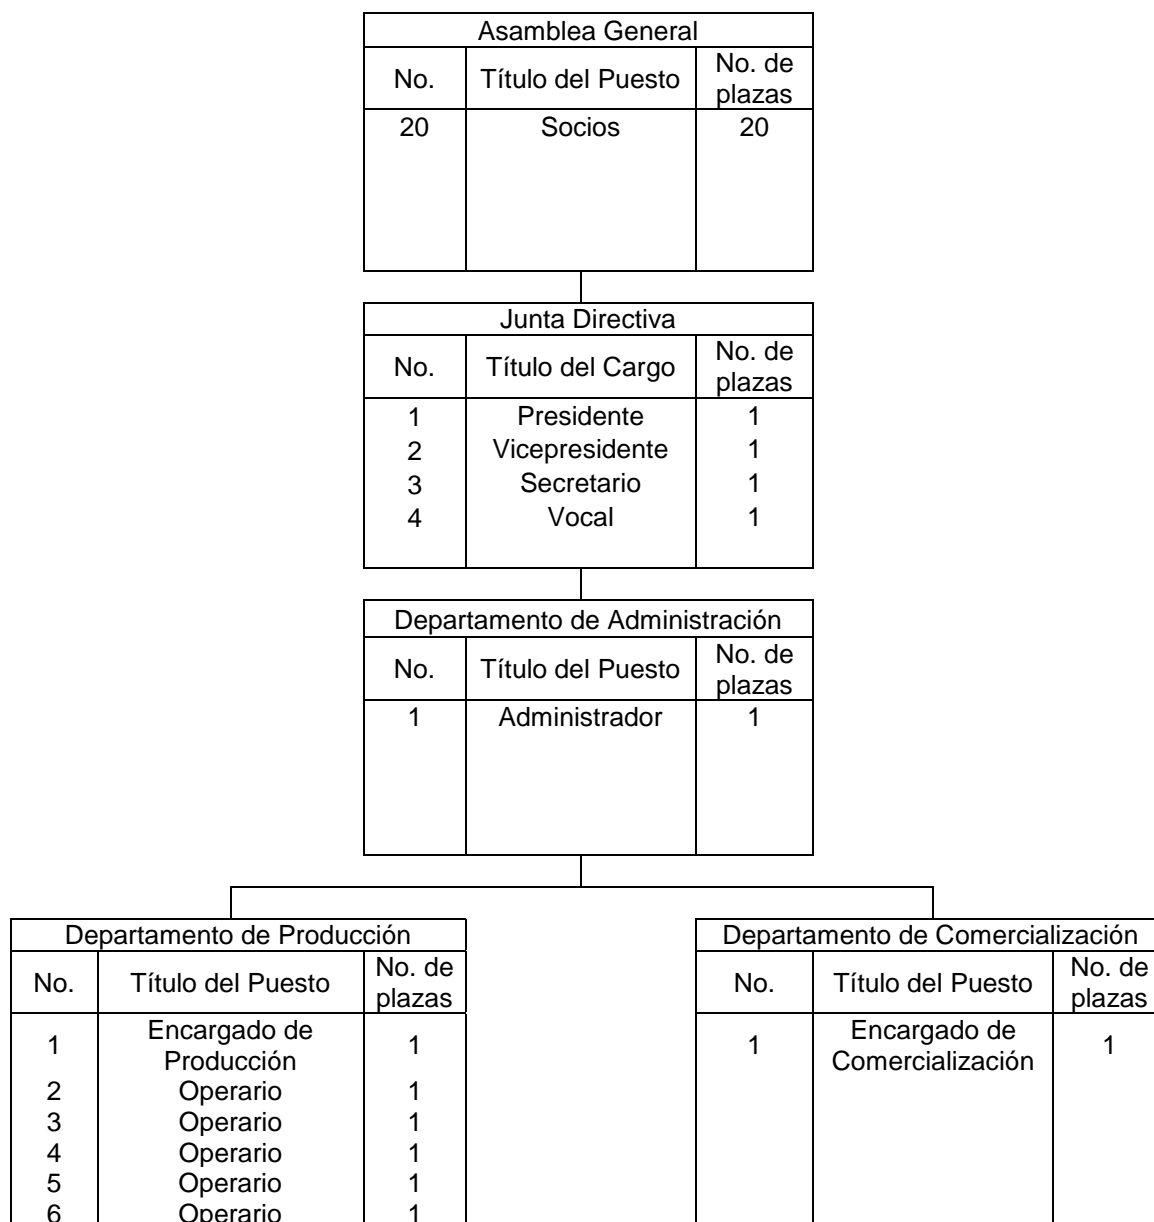 Asamblea General
No. Título del Puesto No. de plazas
20 Socios 20
Junta Directiva
No. Título del Cargo No. de plazas
1 Presidente 1
2 Vicepresidente 1
3 Secretario 1
4 Vocal 1
Departamento de Administración
No. Título del Puesto No. de plazas
1 Administrador 1
Departamento de Producción
No. Título del Puesto No. de plazas
1 Encargado de Producción 1
2 Operario 1
3 Operario 1
4 Operario 1
5 Operario 1
6 Operario 1
Departamento de Comercialización
No. Título del Puesto No. de plazas
1 Encargado de Comercialización 1